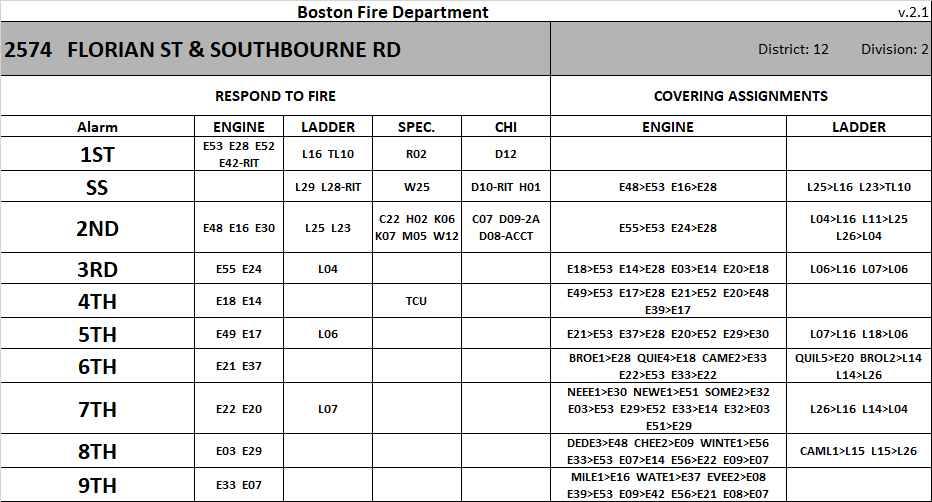 Boston Fire Department v.2.1
2574 FLORIAN ST & SOUTHBOURNE RD District: 12 Division: 2
RESPOND TO FIRE COVERING ASSIGNMENTS
Alarm ENGINE LADDER SPEC. CHI ENGINE LADDER
1ST E53 E28 E52 E42-RIT L16 TL10 R02 D12
SS L29 L28-RIT W25 D10-RIT H01 E48>E53 E16>E28 L25>L16 L23>TL10
2ND E48 E16 E30 L25 L23 C22 H02 K06 K07 M05 W12 C07 D09-2A D08-ACCT E55>E53 E24>E28 L04>L16 L11>L25 L26>L04
3RD E55 E24 L04 E18>E53 E14>E28 E03>E14 E20>E18 L06>L16 L07>L06
4TH E18 E14 TCU E49>E53 E17>E28 E21>E52 E20>E48 E39>E17
5TH E49 E17 L06 E21>E53 E37>E28 E20>E52 E29>E30 L07>L16 L18>L06
6TH E21 E37 BROE1>E28 QUIE4>E18 CAME2>E33 E22>E53 E33>E22 QUIL5>E20 BROL2>L14 L14>L26
7TH E22 E20 L07 NEEE1>E30 NEWE1>E51 SOME2>E32 E03>E53 E29>E52 E33>E14 E32>E03 E51>E29 L26>L16 L14>L04
8TH E03 E29 DEDE3>E48 CHEE2>E09 WINTE1>E56 E33>E53 E07>E14 E56>E22 E09>E07 CAML1>L15 L15>L26
9TH E33 E07 MILE1>E16 WATE1>E37 EVEE2>E08 E39>E53 E09>E42 E56>E21 E08>E07